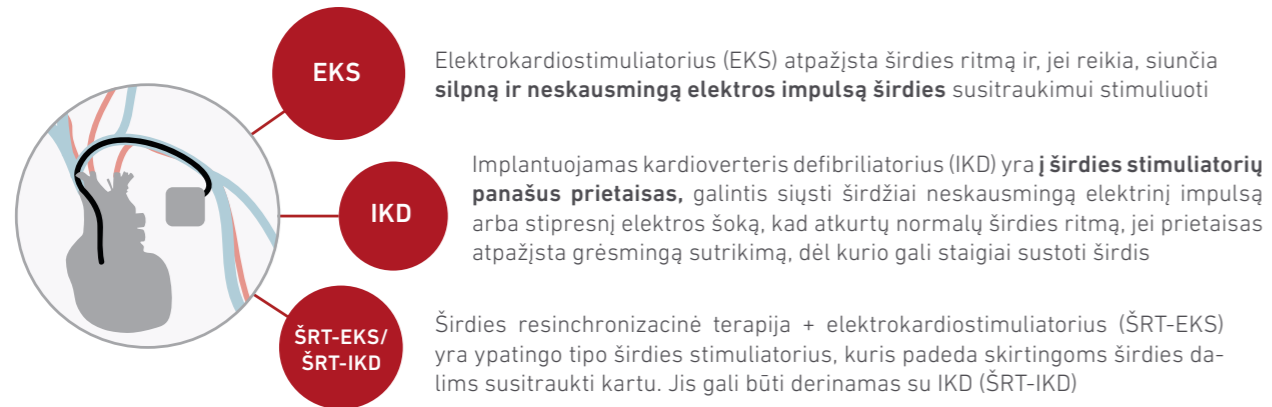 EKS
Elektrokardiostimuliatorius (EKS) atpažįsta širdies ritmą ir, jei reikia, siunčia
silpną ir neskausmingą elektros impulsą širdies susitraukimui stimuliuoti
IKD
Implantuojamas kardioverteris defibriliatorius (IKD) yra į širdies stimuliatorių
panašus prietaisas, galintis siųsti širdžiai neskausmingą elektrinį impulsą
arba stipresnį elektros šoką, kad atkurtų normalų širdies ritmą, jei prietaisas
atpažįsta grėsmingą sutrikimą, dėl kurio gali staigiai sustoti širdis
ŠRT-EKS/
ŠRT-IKD
Širdies resinchronizacinė terapija + elektrokardiostimuliatorius (ŠRT-EKS)
yra ypatingo tipo širdies stimuliatorius, kuris padeda skirtingoms širdies da-
lims susitraukti kartu. Jis gali būti derinamas su IKD (ŠRT-IKD)